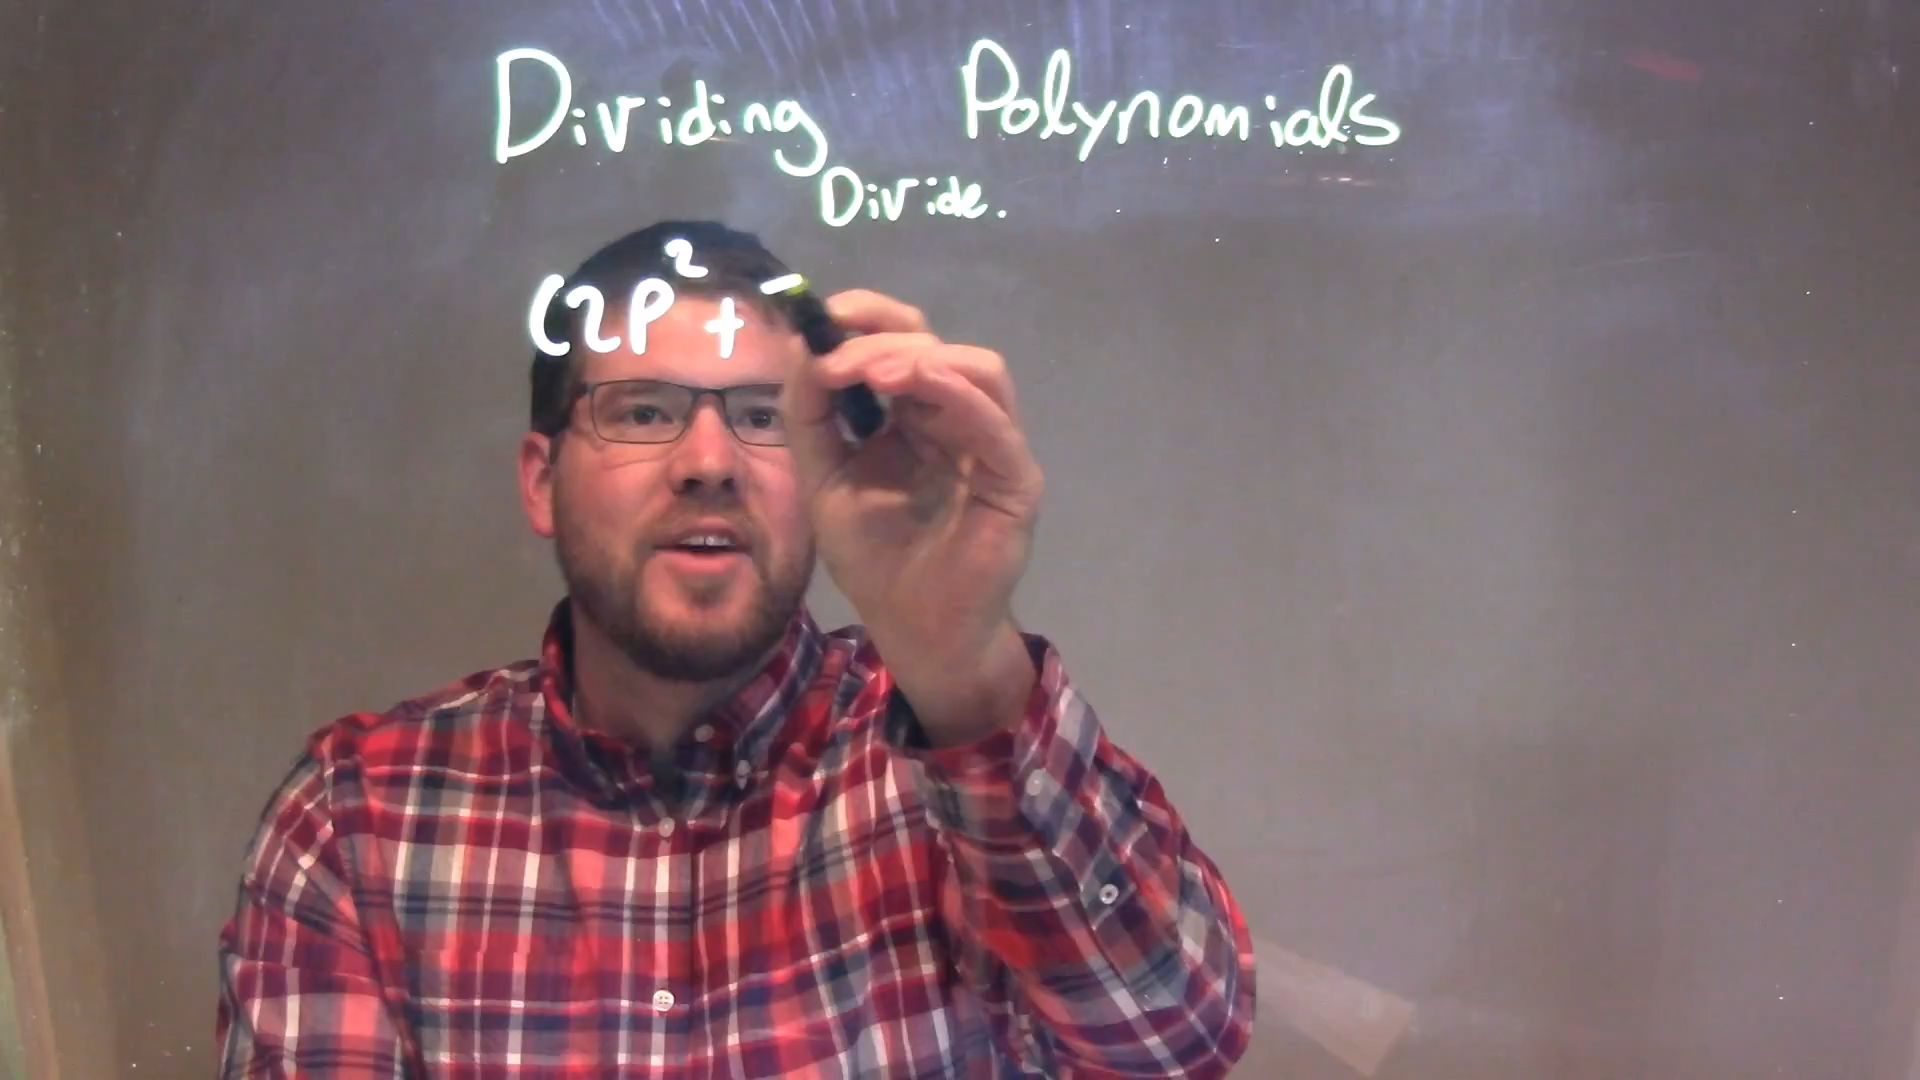 Dividing Polynomials
Divide.
(2p² +